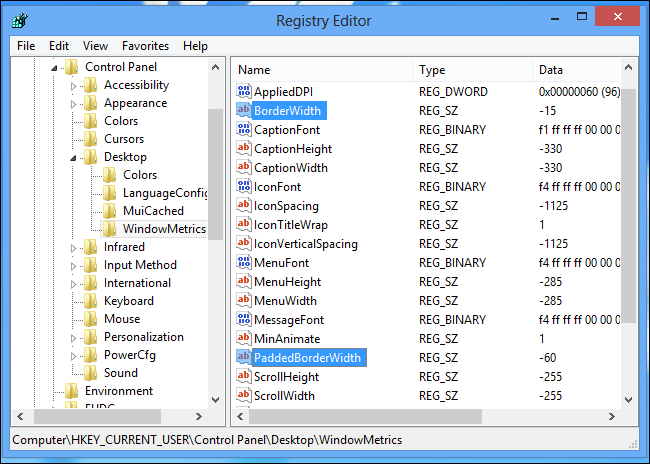 Registry Editor
File Edit View Favorites Help
Control Panel
Accessibility
Appearance
Colors
Cursors
Desktop
Colors
LanguageConfig
MuiCached
WindowMetrics
Infrared
Input Method
International
Keyboard
Mouse
Personalization
PowerCfg
Sound
Environment
EUDC
Name Type Data
AppliedDPI REG_DWORD 0x00000060 (96)
BorderWidth REG_SZ -15
CaptionFont REG_BINARY f1 ff ff ff 00 00 0
CaptionHeight REG_SZ -330
CaptionWidth REG_SZ -330
IconFont REG_BINARY f4 ff ff ff 00 00 0
IconSpacing REG_SZ -1125
IconTitleWrap REG_SZ 1
IconVerticalSpacing REG_SZ -1125
MenuFont REG_BINARY f4 ff ff ff 00 00 0
MenuHeight REG_SZ -285
MenuWidth REG_SZ -285
MessageFont REG_BINARY f4 ff ff ff 00 00 0
MinAnimate REG_SZ 1
PaddedBorderWidth REG_SZ -60
ScrollHeight REG_SZ -255
ScrollWidth REG_SZ -255
Computer\HKEY_CURRENT_USER\Control Panel\Desktop\WindowMetrics